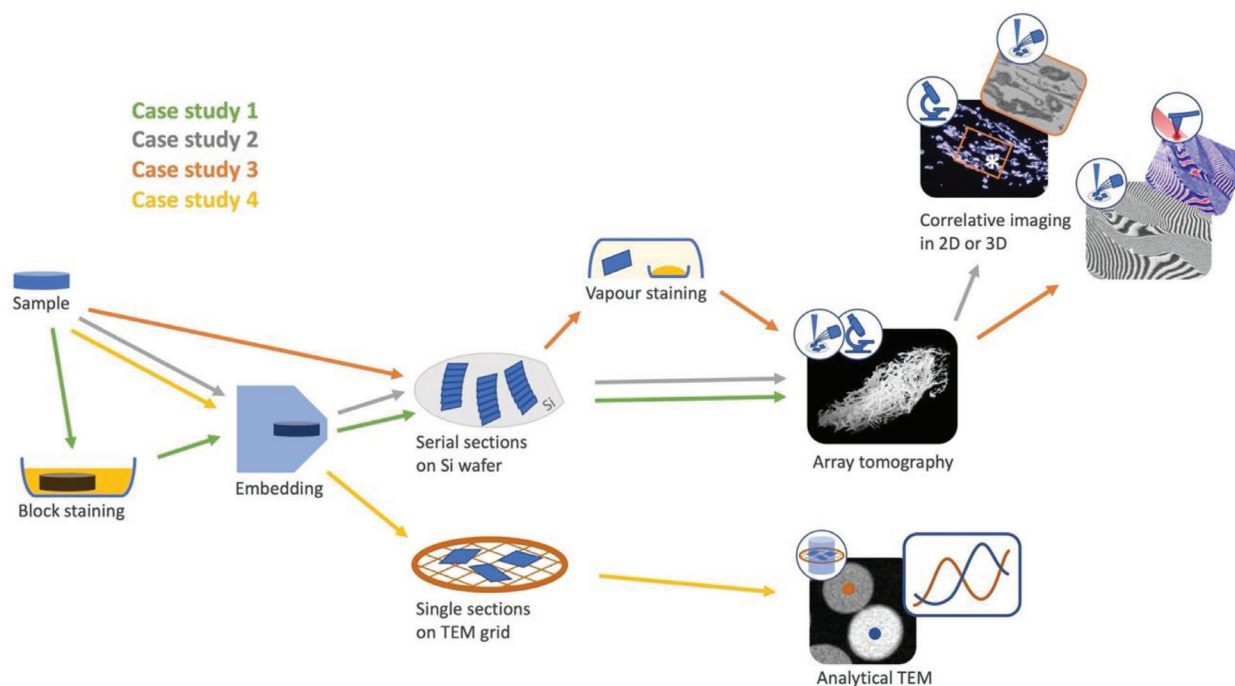 Case study 1
Case study 2
Case study 3
Case study 4
Sample
Block staining
Embedding
Serial sections
on Si wafer
Si
Vapour staining
Single sections
on TEM grid
Array tomography
Correlative imaging
in 2D or 3D
Analytical TEM